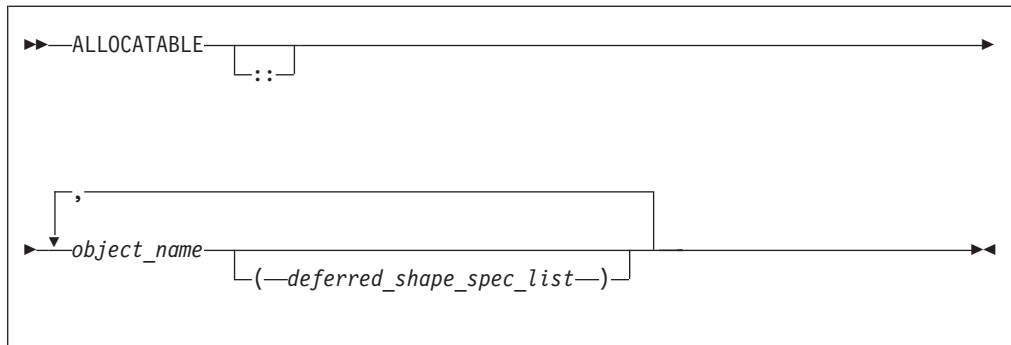 ALLOCATABLE
::
,
object_name
( deferred_shape_spec_list )